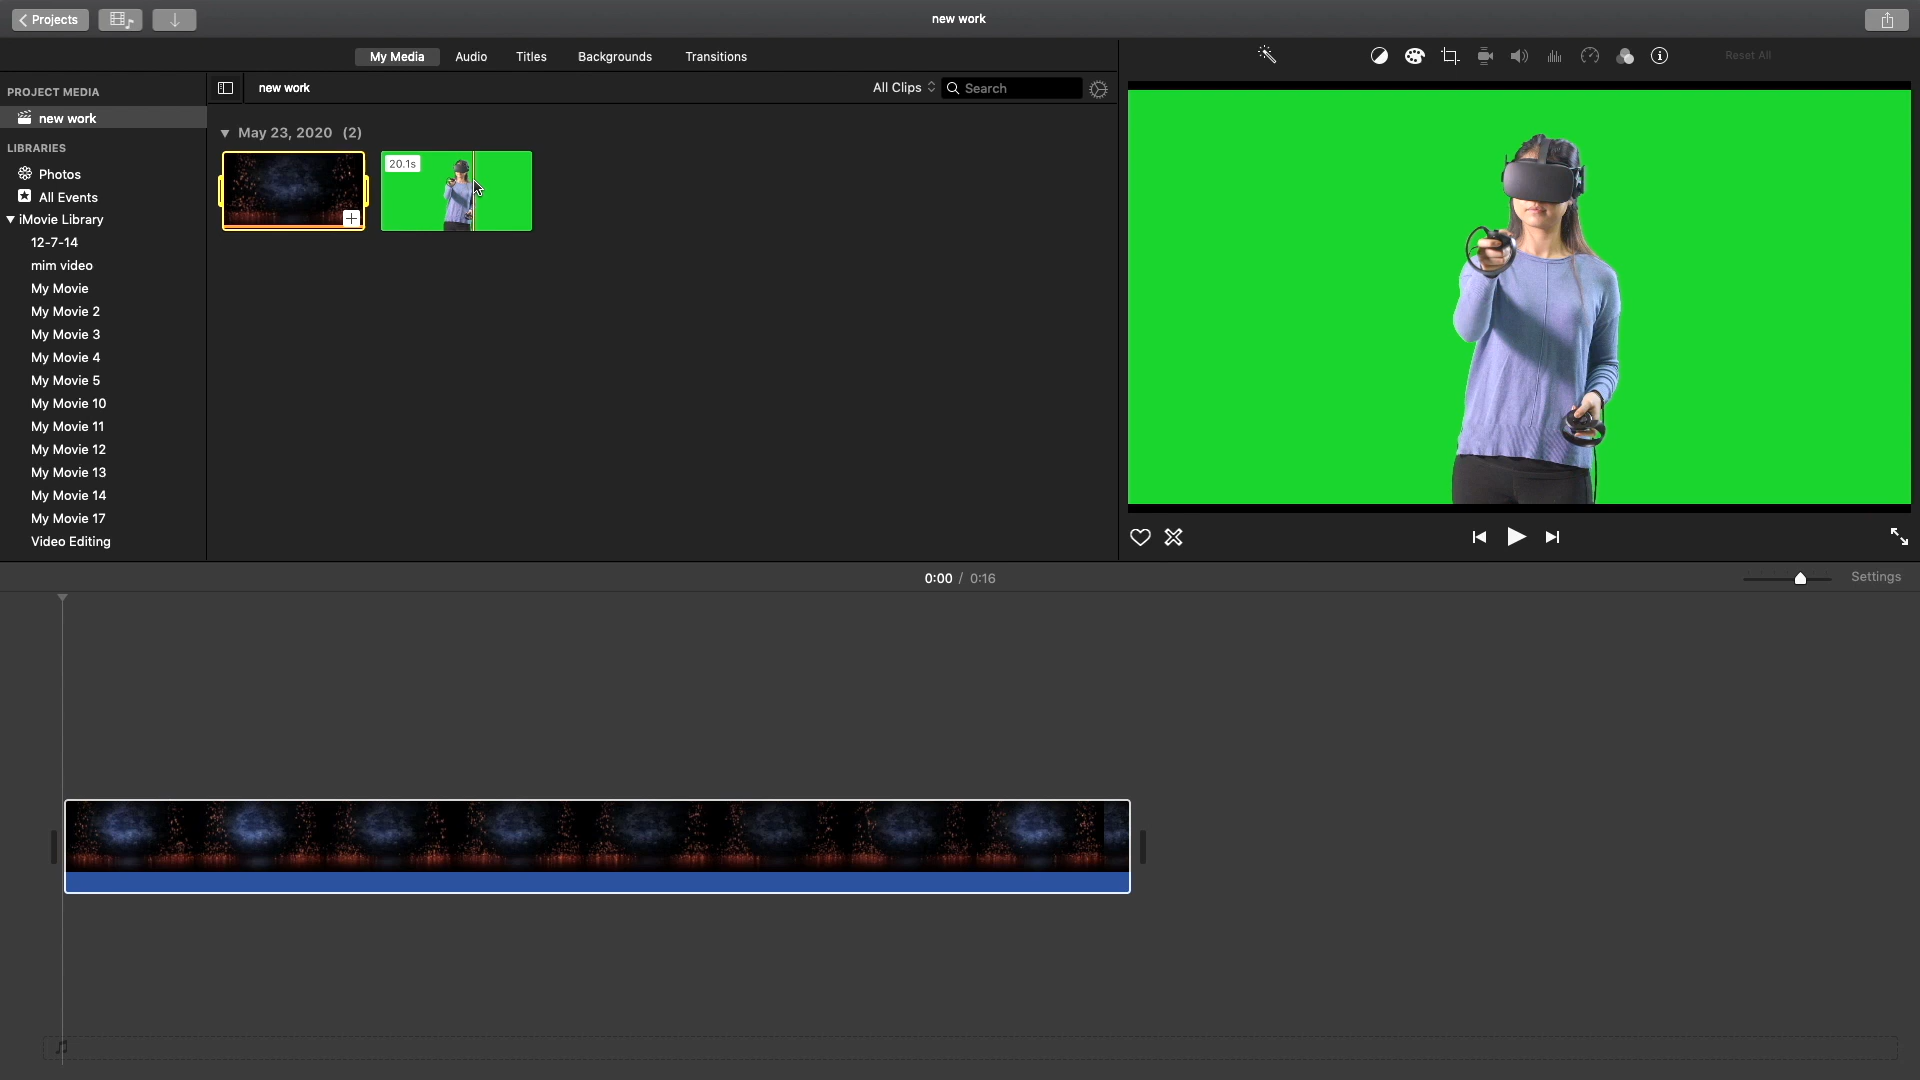 Projects
new work
My Media Audio Titles Backgrounds Transitions
Reset All
PROJECT MEDIA
new work
LIBRARIES
Photos
All Events
iMovie Library
12-7-14
mim video
My Movie
My Movie 2
My Movie 3
My Movie 4
My Movie 5
My Movie 10
My Movie 11
My Movie 12
My Movie 13
My Movie 14
My Movie 17
Video Editing
new work
All Clips Search
May 23, 2020 (2)
20.1s
0:00 / 0:16
Settings